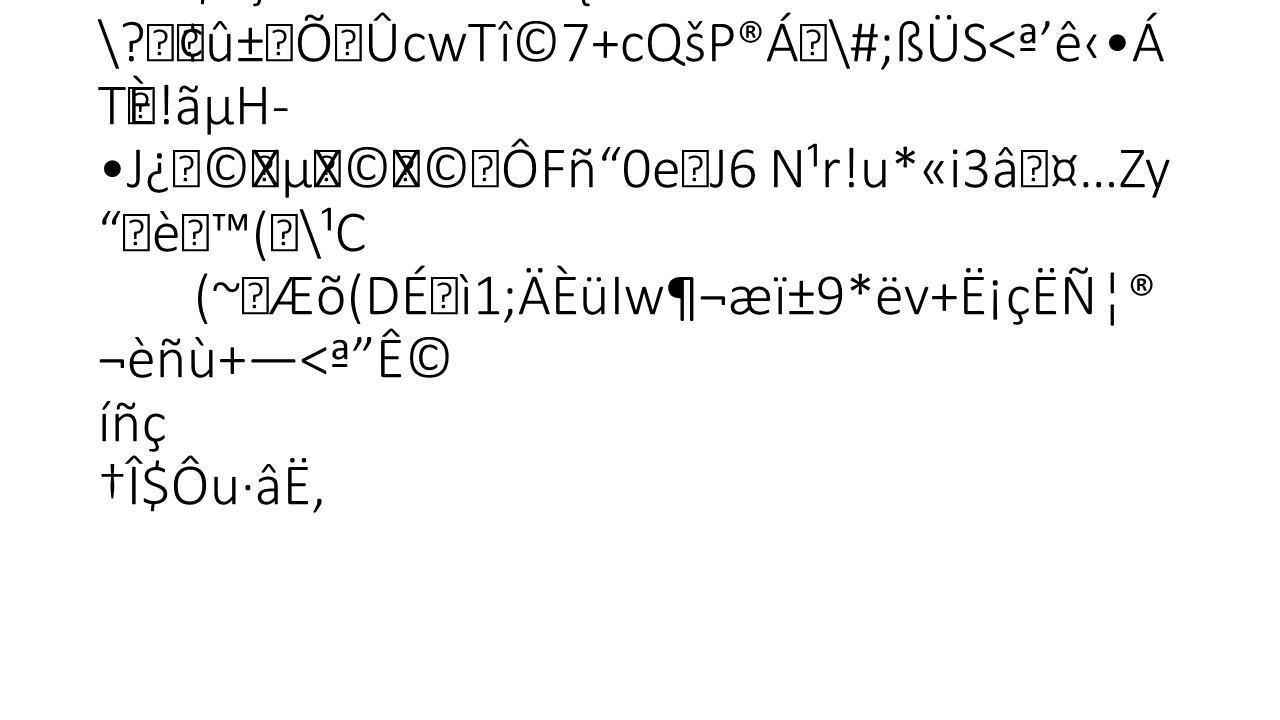 \?û±ÕÛcwTî©7+cQšP®Á\#;ßÜS<ª’ê‹•Á
T!ãµH-
•J¿©µ©©ÔFñ“0eJ6 N¹r!u*«i3â¤…Zy
“è™(\¹C
(~Æõ(DÉì1;ÄÈüIw¶¬æï±9*ëv+Ë¡çËÑ¦®
¬èñù+—<ª”Ê©
íñç
†Î$Ôu·âË,